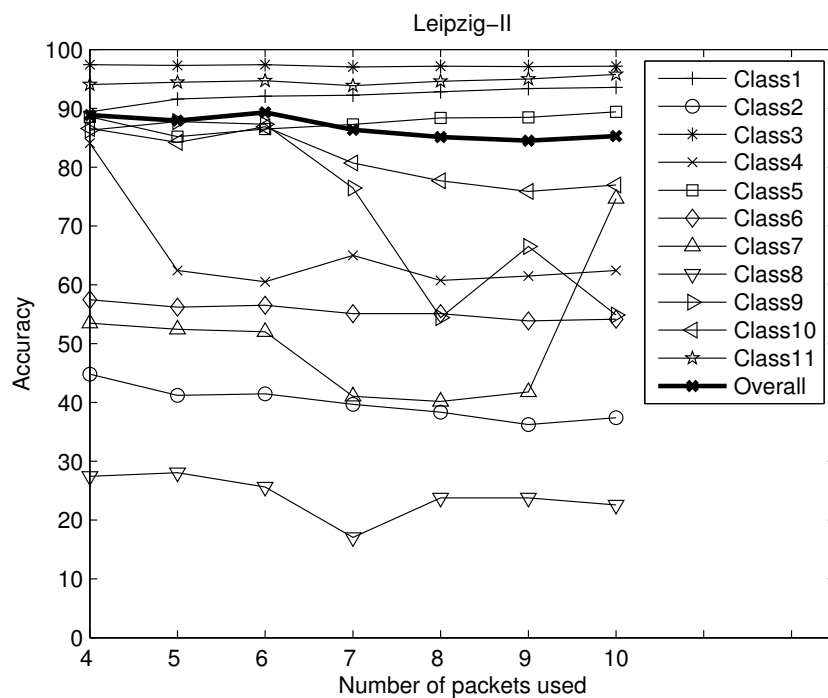 Leipzig−II
Accuracy
100
90
80
70
60
50
40
30
20
10
0
4
5
6
7
8
9
10
Number of packets used
Class1
Class2
Class3
Class4
Class5
Class6
Class7
Class8
Class9
Class10
Class11
Overall